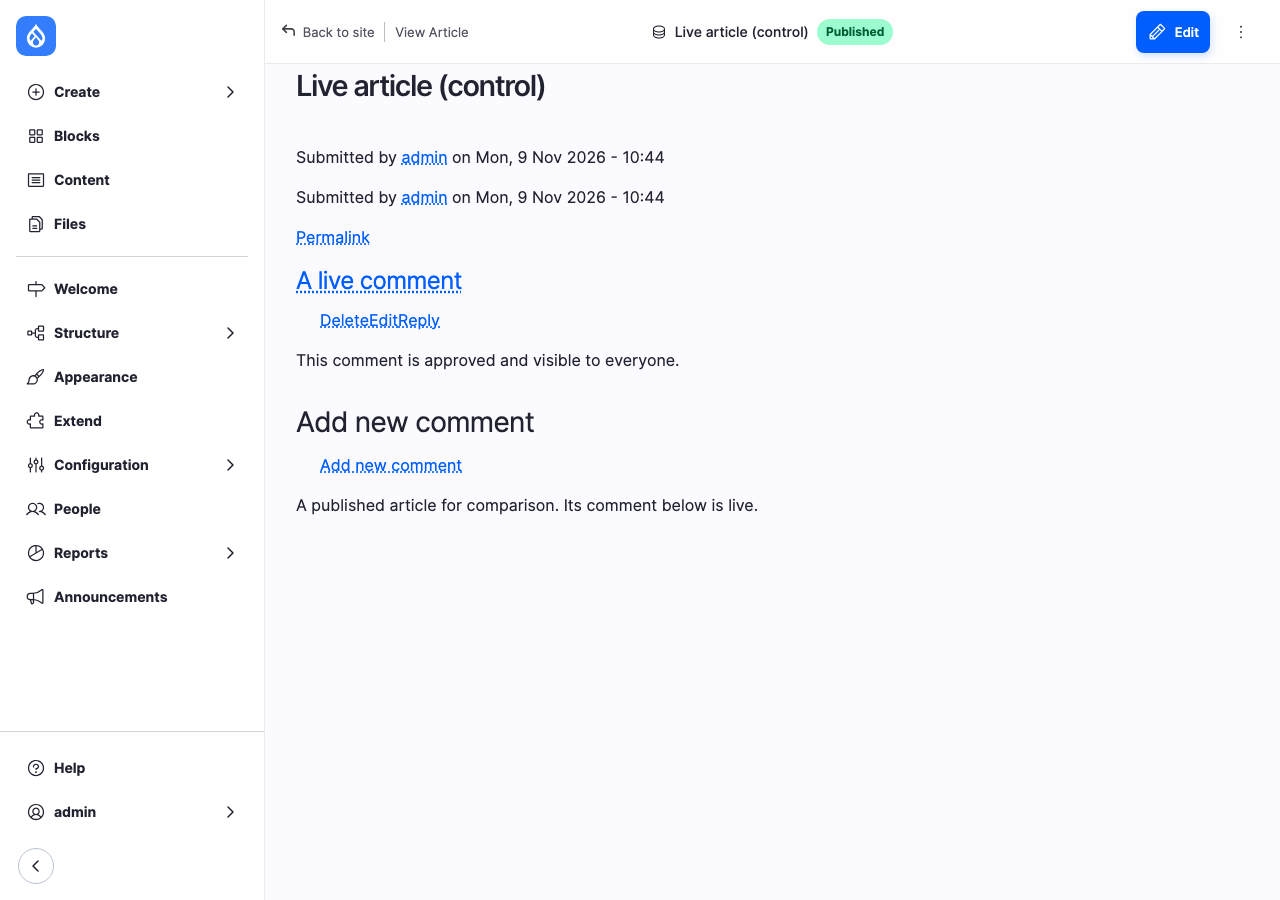 Back to site
View Article
Live article (control)
Published
Edit
Create
Blocks
Content
Files
Welcome
Structure
Appearance
Extend
Configuration
People
Reports
Announcements
Help
admin
Live article (control)
Submitted by admin on Mon, 9 Nov 2026 - 10:44
Submitted by admin on Mon, 9 Nov 2026 - 10:44
Permalink
A live comment
DeleteEditReply
This comment is approved and visible to everyone.
Add new comment
Add new comment
A published article for comparison. Its comment below is live.